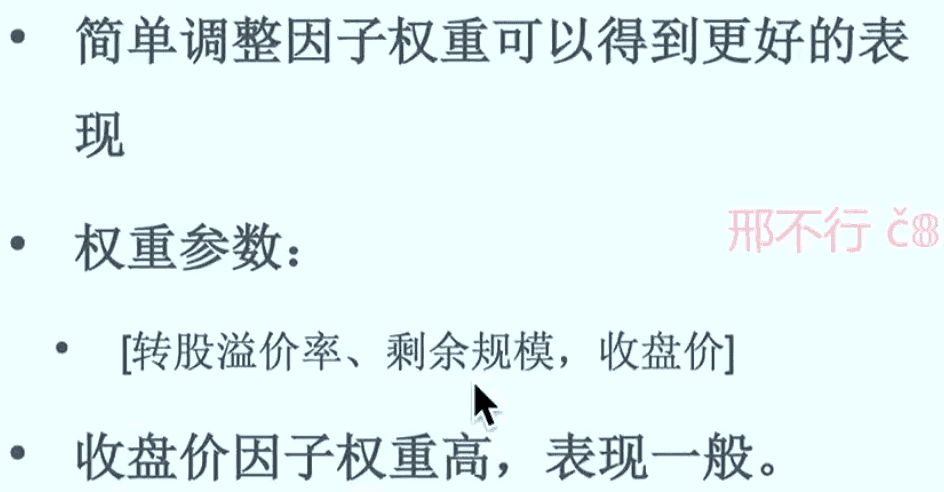 • 简单调整因子权重可以得到更好的表
现
邢不行
• 权重参数：
• [转股溢价率、剩余规模，收盘价]
• 收盘价因子权重高，表现一般。